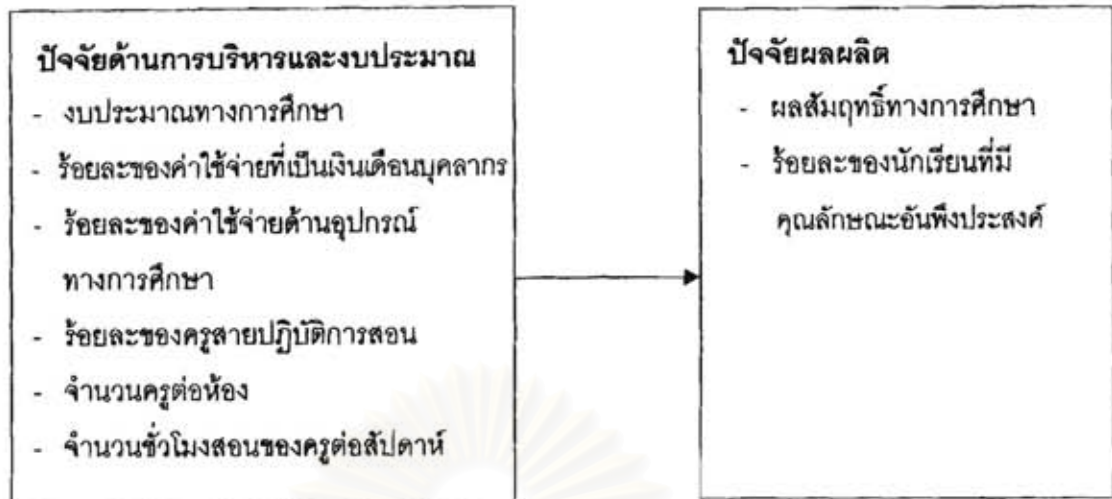 ปัจจัยด้านการบริหารและงบประมาณ
- งบประมาณทางการศึกษา
- ร้อยละของค่าใช้จ่ายที่เป็นเงินเดือนบุคลากร
- ร้อยละของค่าใช้จ่ายด้านอุปกรณ์
ทางการศึกษา
- ร้อยละของครูสายปฏิบัติการสอน
- จำนวนครูต่อห้อง
- จำนวนชั่วโมงสอนของครูต่อสัปดาห์
ปัจจัยผลผลิต
- ผลสัมฤทธิ์ทางการศึกษา
- ร้อยละของนักเรียนที่มี
คุณลักษณะอันพึงประสงค์